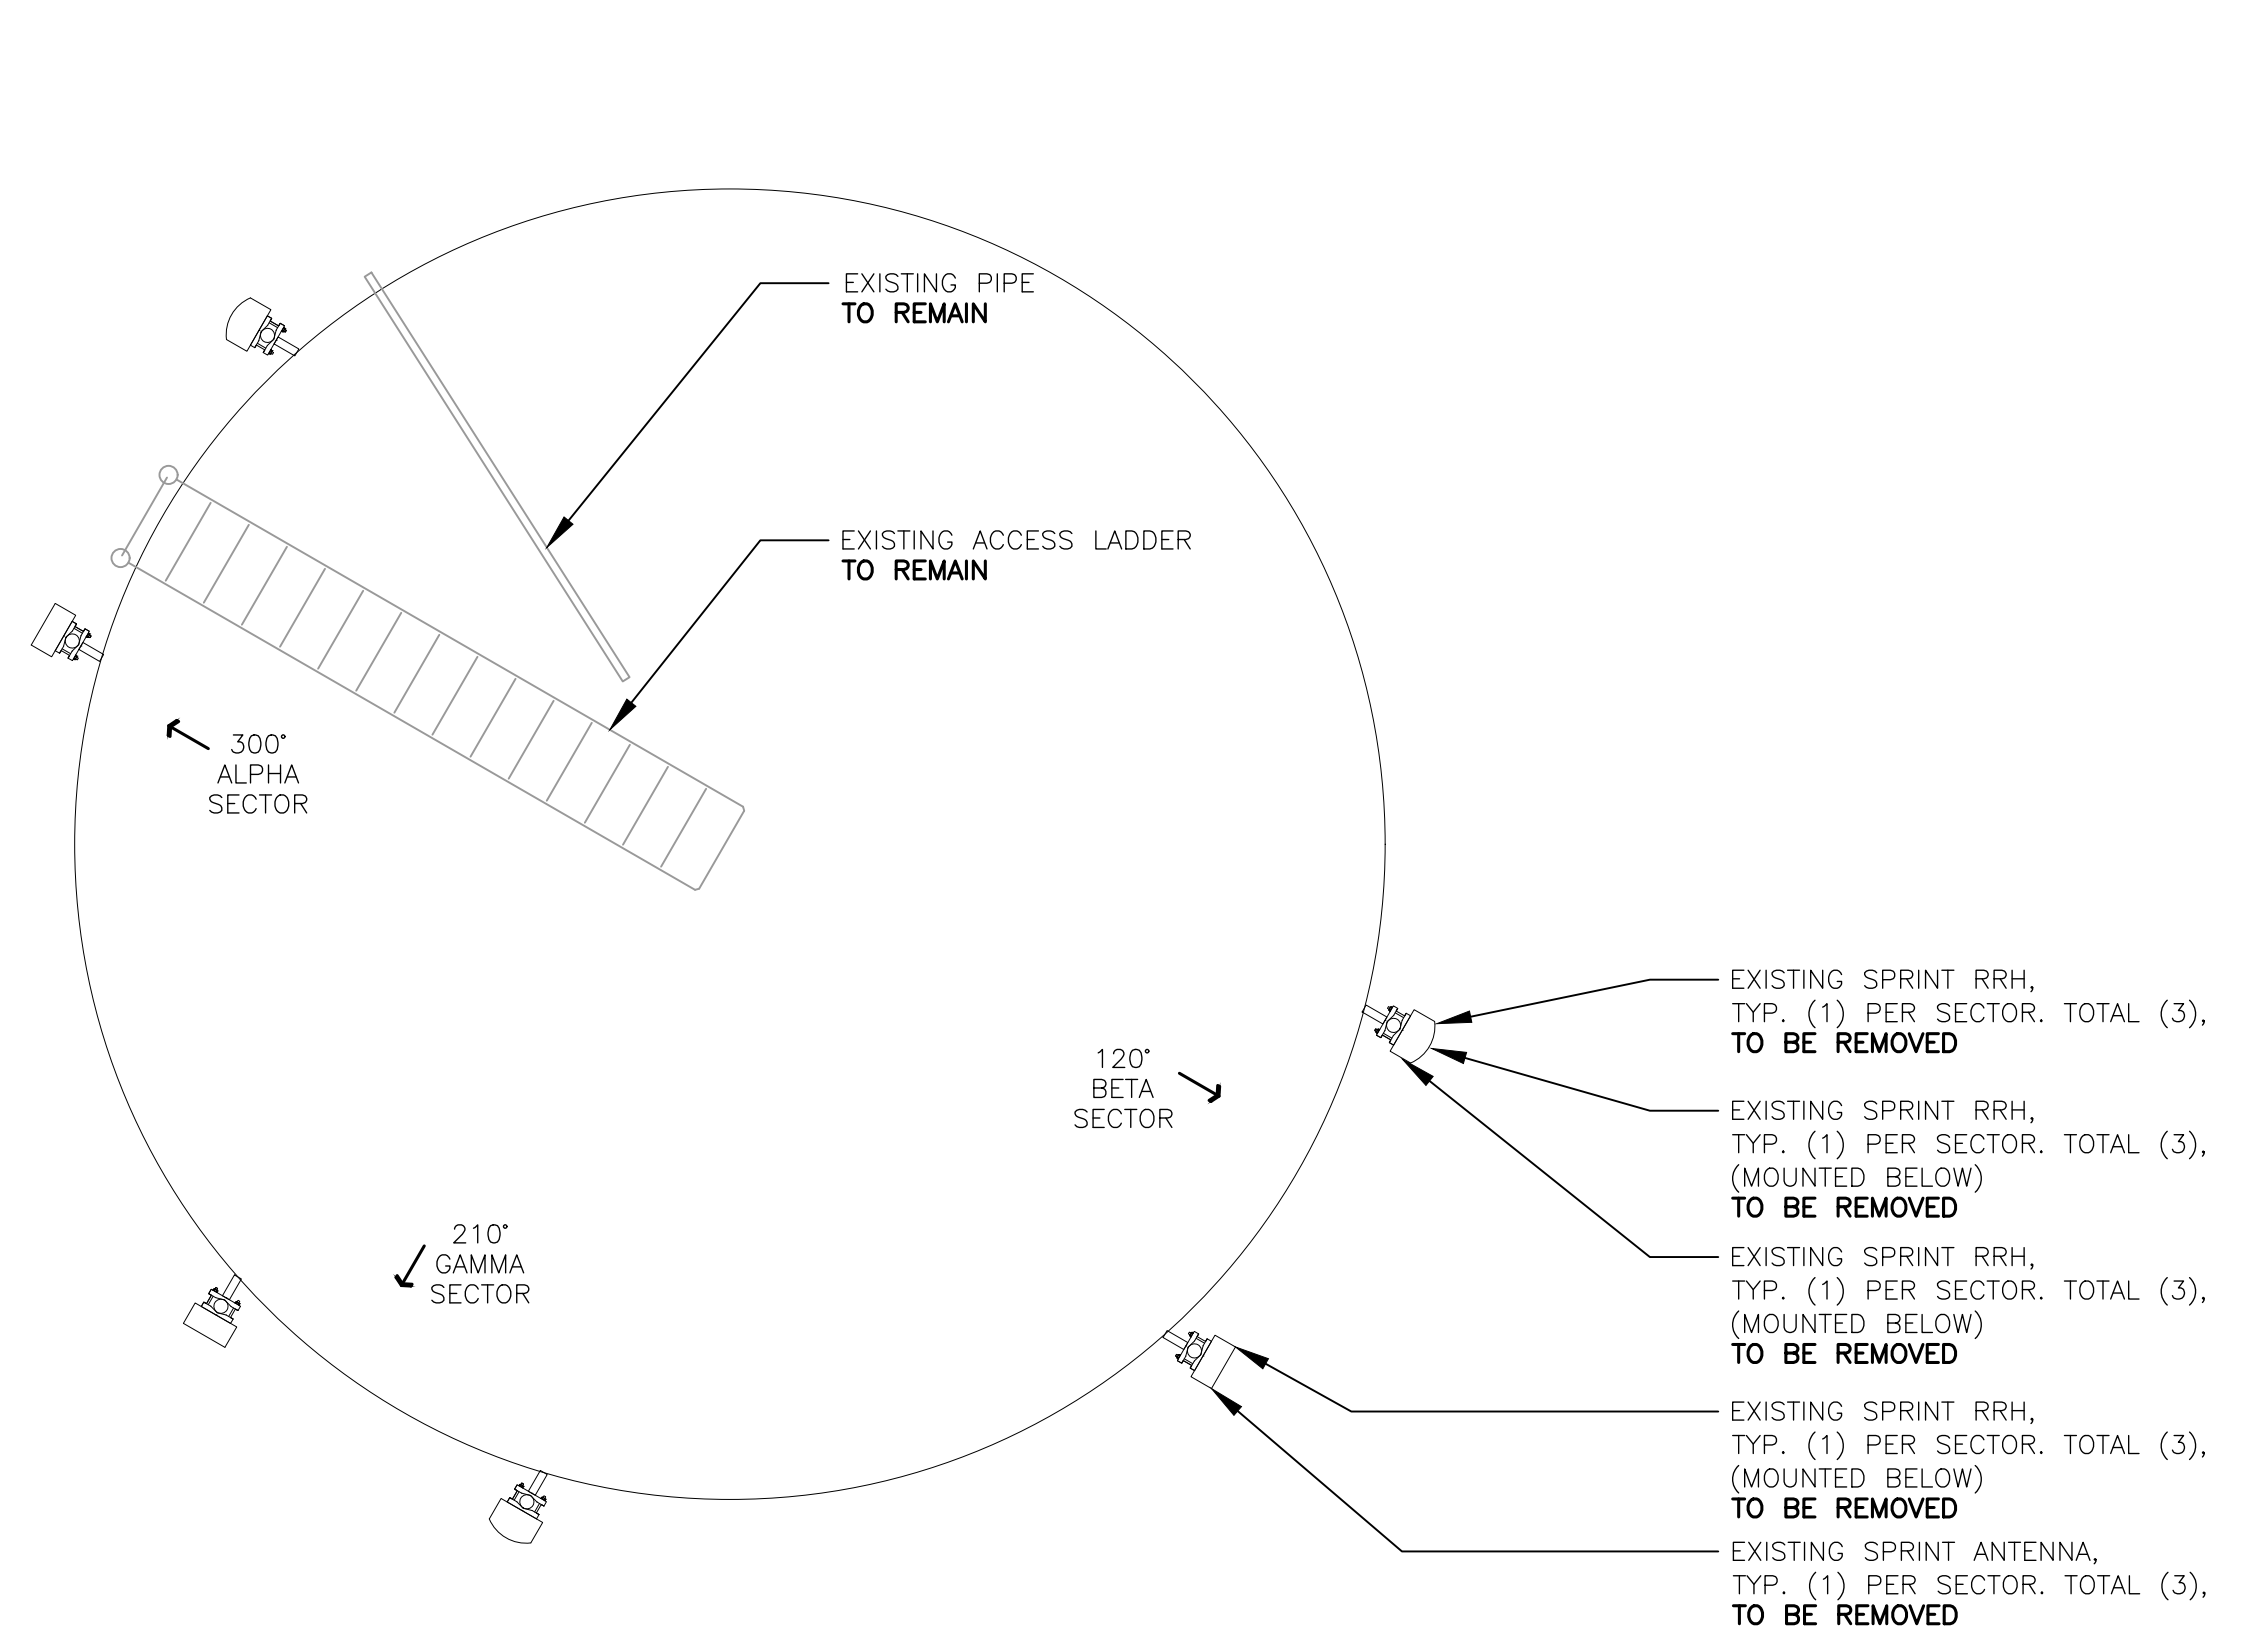 EXISTING PIPE
TO REMAIN
EXISTING ACCESS LADDER
TO REMAIN
300°
ALPHA
SECTOR
EXISTING SPRINT RRH,
TYP. (1) PER SECTOR. TOTAL (3),
TO BE REMOVED
120°
BETA
SECTOR
EXISTING SPRINT RRH,
TYP. (1) PER SECTOR. TOTAL (3),
(MOUNTED BELOW)
TO BE REMOVED
210°
GAMMA
SECTOR
EXISTING SPRINT RRH,
TYP. (1) PER SECTOR. TOTAL (3),
(MOUNTED BELOW)
TO BE REMOVED
EXISTING SPRINT RRH,
TYP. (1) PER SECTOR. TOTAL (3),
(MOUNTED BELOW)
TO BE REMOVED
EXISTING SPRINT ANTENNA,
TYP. (1) PER SECTOR. TOTAL (3),
TO BE REMOVED